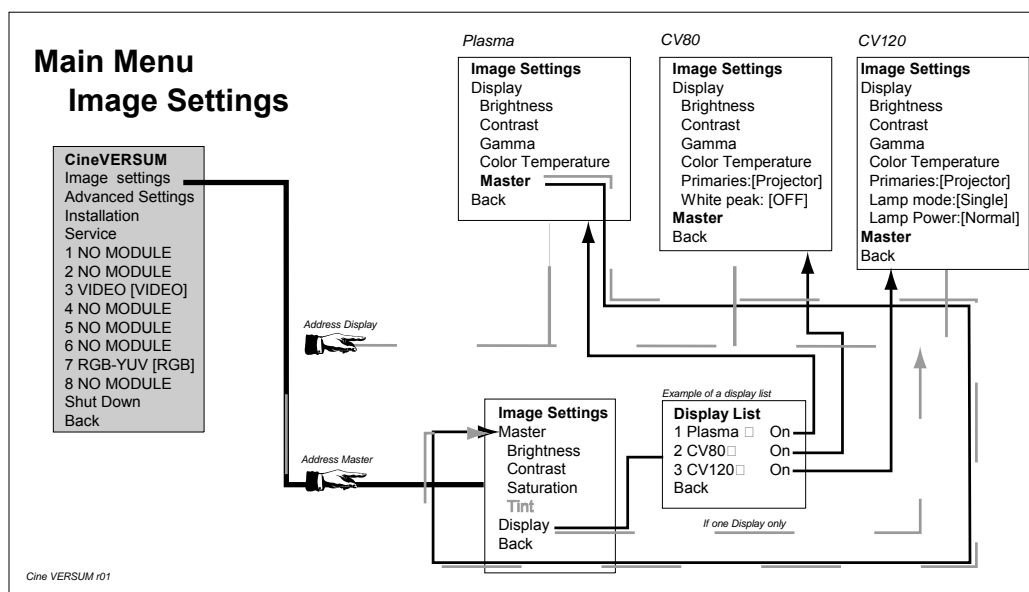 Main Menu
Image Settings
CineVERSUM
Image settings
Advanced Settings
Installation
Service
1 NO MODULE
2 NO MODULE
3 VIDEO [VIDEO]
4 NO MODULE
5 NO MODULE
6 NO MODULE
7 RGB-YUV [RGB]
8 NO MODULE
Shut Down
Back
Plasma
Image Settings
Display
Brightness
Contrast
Gamma
Color Temperature
Master
Back
CV80
Image Settings
Display
Brightness
Contrast
Gamma
Color Temperature
Primaries:[Projector]
White peak: [OFF]
Master
Back
CV120
Image Settings
Display
Brightness
Contrast
Gamma
Color Temperature
Primaries:[Projector]
Lamp mode:[Single]
Lamp Power:[Normal]
Master
Back
Address Display
Address Master
Image Settings
Master
Brightness
Contrast
Saturation
Tint
Display
Back
Example of a display list
Display List
1 Plasma □ On
2 CV80□ On
3 CV120□ On
Back
If one Display only
Cine VERSUM r01